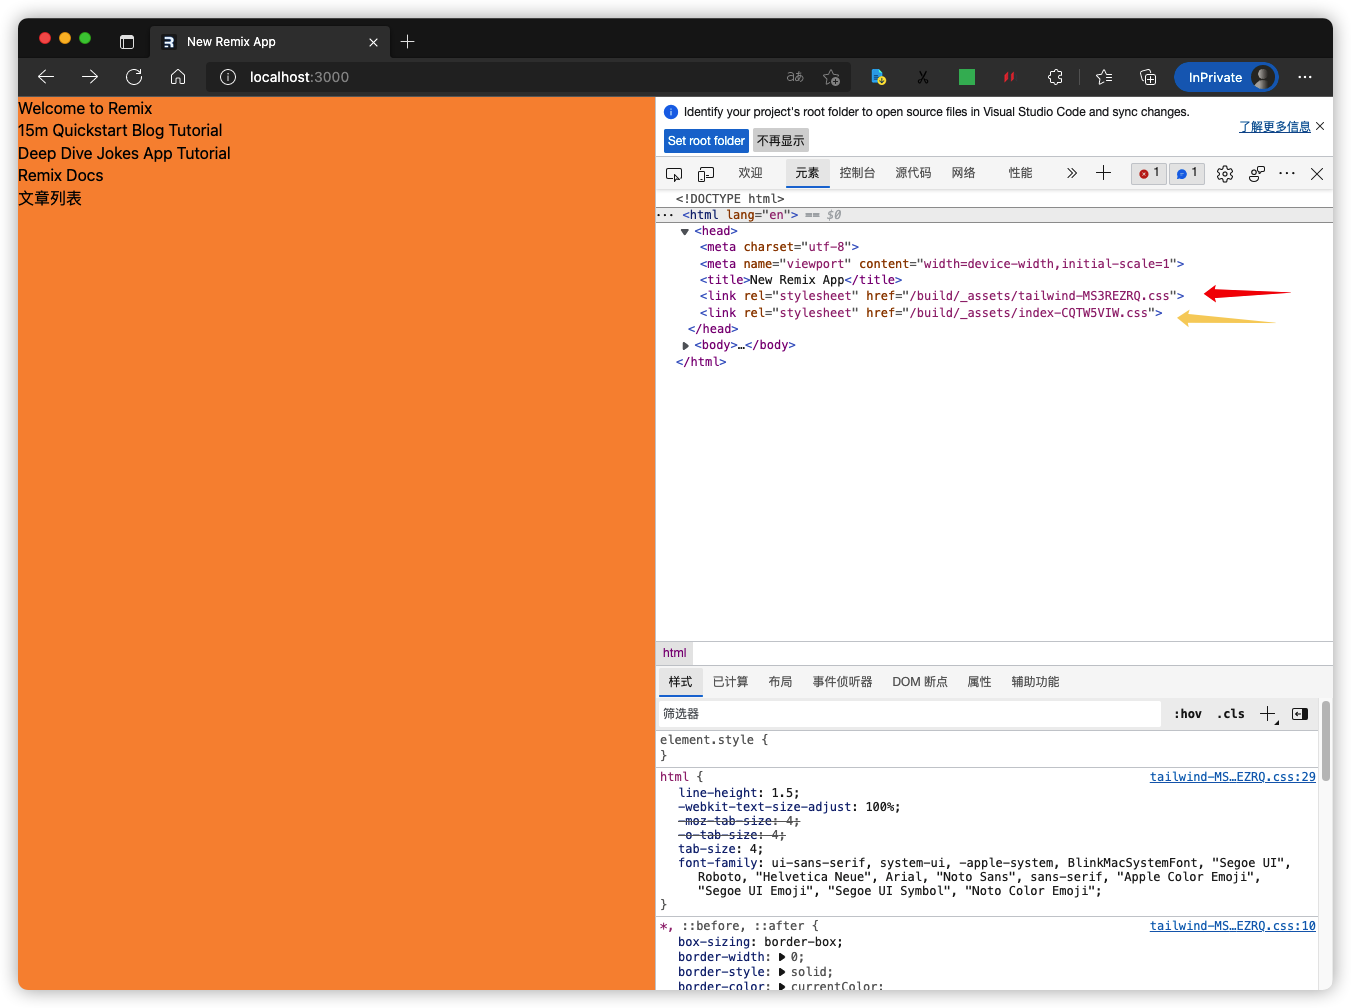 New Remix App
localhost:3000
aあ
InPrivate
Welcome to Remix
15m Quickstart Blog Tutorial
Deep Dive Jokes App Tutorial
Remix Docs
文章列表
Identify your project's root folder to open source files in Visual Studio Code and sync changes.
了解更多信息
Set root folder 不再显示
欢迎 元素 控制台 源代码 网络 性能 1 1
<!DOCTYPE html>
··· <html lang="en"> == $0
<head>
<meta charset="utf-8">
<meta name="viewport" content="width=device-width,initial-scale=1">
<title>New Remix App</title>
<link rel="stylesheet" href="/build/_assets/tailwind-MS3REZRQ.css">
<link rel="stylesheet" href="/build/_assets/index-CQTW5VIW.css">
</head>
<body>…</body>
</html>
html
样式 已计算 布局 事件侦听器 DOM 断点 属性 辅助功能
筛选器 :hov .cls
element.style {
}
html { tailwind-MS…EZRQ.css:29
line-height: 1.5;
-webkit-text-size-adjust: 100%;
-moz-tab-size: 4;
-o-tab-size: 4;
tab-size: 4;
font-family: ui-sans-serif, system-ui, -apple-system, BlinkMacSystemFont, "Segoe UI",
Roboto, "Helvetica Neue", Arial, "Noto Sans", sans-serif, "Apple Color Emoji",
"Segoe UI Emoji", "Segoe UI Symbol", "Noto Color Emoji";
}
*, ::before, ::after { tailwind-MS…EZRQ.css:10
box-sizing: border-box;
border-width: 0;
border-style: solid;
border-color: currentColor;